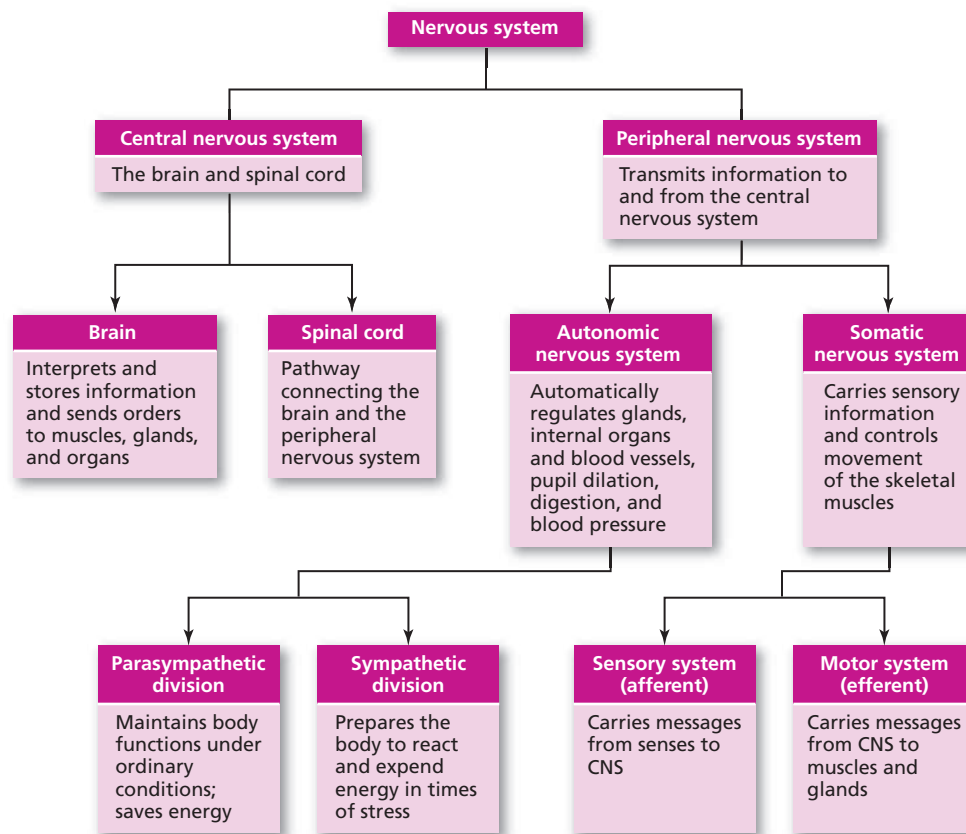 Nervous system
Central nervous system
The brain and spinal cord
Peripheral nervous system
Transmits information to
and from the central
nervous system
Brain
Interprets and
stores information
and sends orders
to muscles, glands,
and organs
Spinal cord
Pathway
connecting the
brain and the
peripheral
nervous system
Autonomic
nervous system
Automatically
regulates glands,
internal organs
and blood vessels,
pupil dilation,
digestion, and
blood pressure
Somatic
nervous system
Carries sensory
information
and controls
movement
of the skeletal
muscles
Parasympathetic
division
Maintains body
functions under
ordinary
conditions;
saves energy
Sympathetic
division
Prepares the
body to react
and expend
energy in times
of stress
Sensory system
(afferent)
Carries messages
from senses to
CNS
Motor system
(efferent)
Carries messages
from CNS to
muscles and
glands